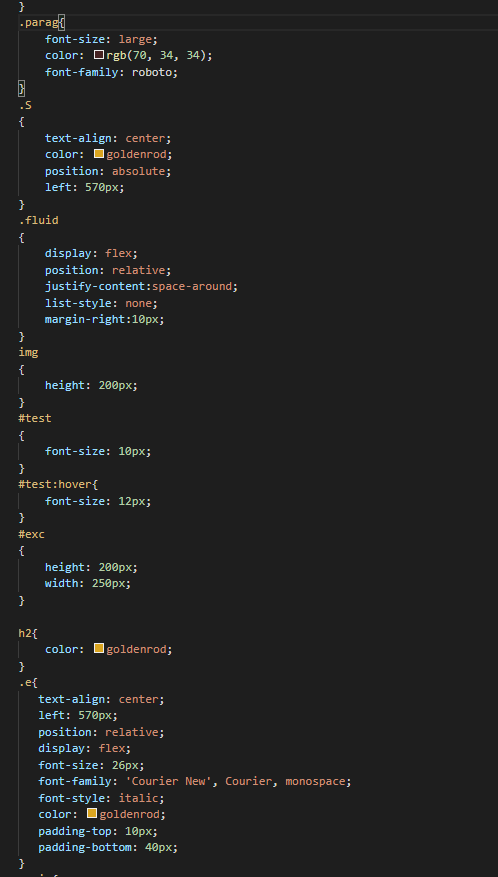 }
.parag{
    font-size: large;
    color: rgb(70, 34, 34);
    font-family: roboto;
}
.S
{
    text-align: center;
    color: goldenrod;
    position: absolute;
    left: 570px;
}
.fluid
{
    display: flex;
    position: relative;
    justify-content:space-around;
    list-style: none;
    margin-right:10px;
}
img
{
    height: 200px;
}
#test
{
    font-size: 10px;
}
#test:hover{
    font-size: 12px;
}
#exc
{
    height: 200px;
    width: 250px;
}

h2{
    color: goldenrod;
}
.e{
   text-align: center;
   left: 570px;
   position: relative;
   display: flex;
   font-size: 26px;
   font-family: 'Courier New', Courier, monospace;
   font-style: italic;
   color: goldenrod;
   padding-top: 10px;
   padding-bottom: 40px;
}